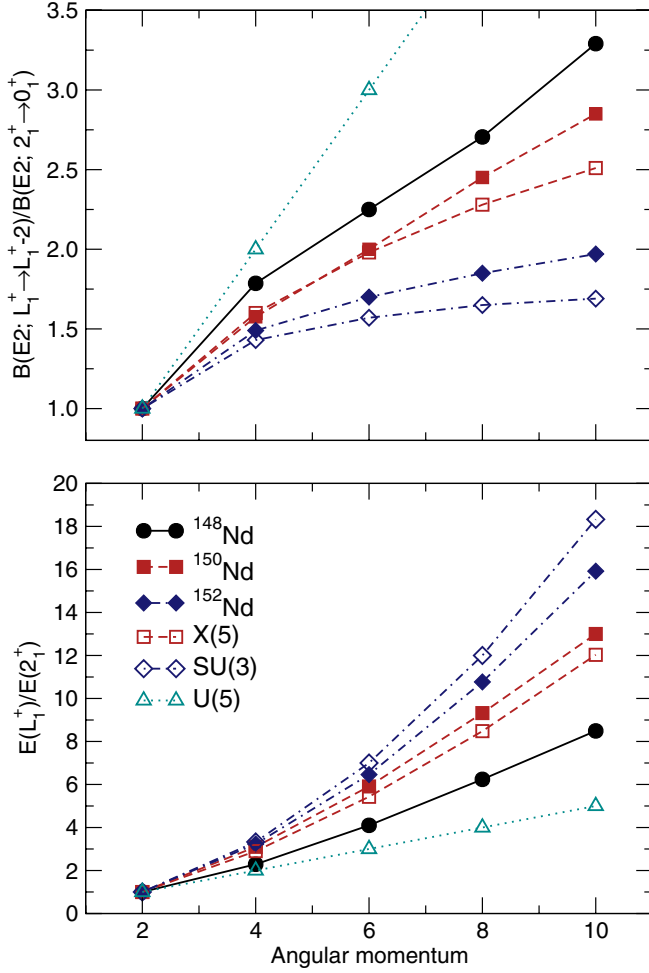 B(E2; L₁⁺→L₁⁺-2)/B(E2; 2₁⁺→0₁⁺)
3.5
3.0
2.5
2.0
1.5
1.0
E(L₁⁺)/E(2₁⁺)
20
18
16
14
12
10
8
6
4
2
0
¹⁴⁸Nd
¹⁵⁰Nd
¹⁵²Nd
X(5)
SU(3)
U(5)
2 4 6 8 10
Angular momentum